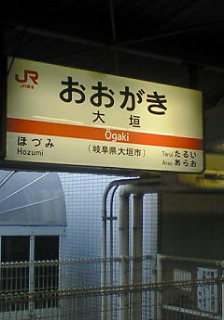 JR
おおがき
大垣
Ōgaki
(岐阜県大垣市)
ほづみ
Hozumi
Tarui たるい
Arao あらお